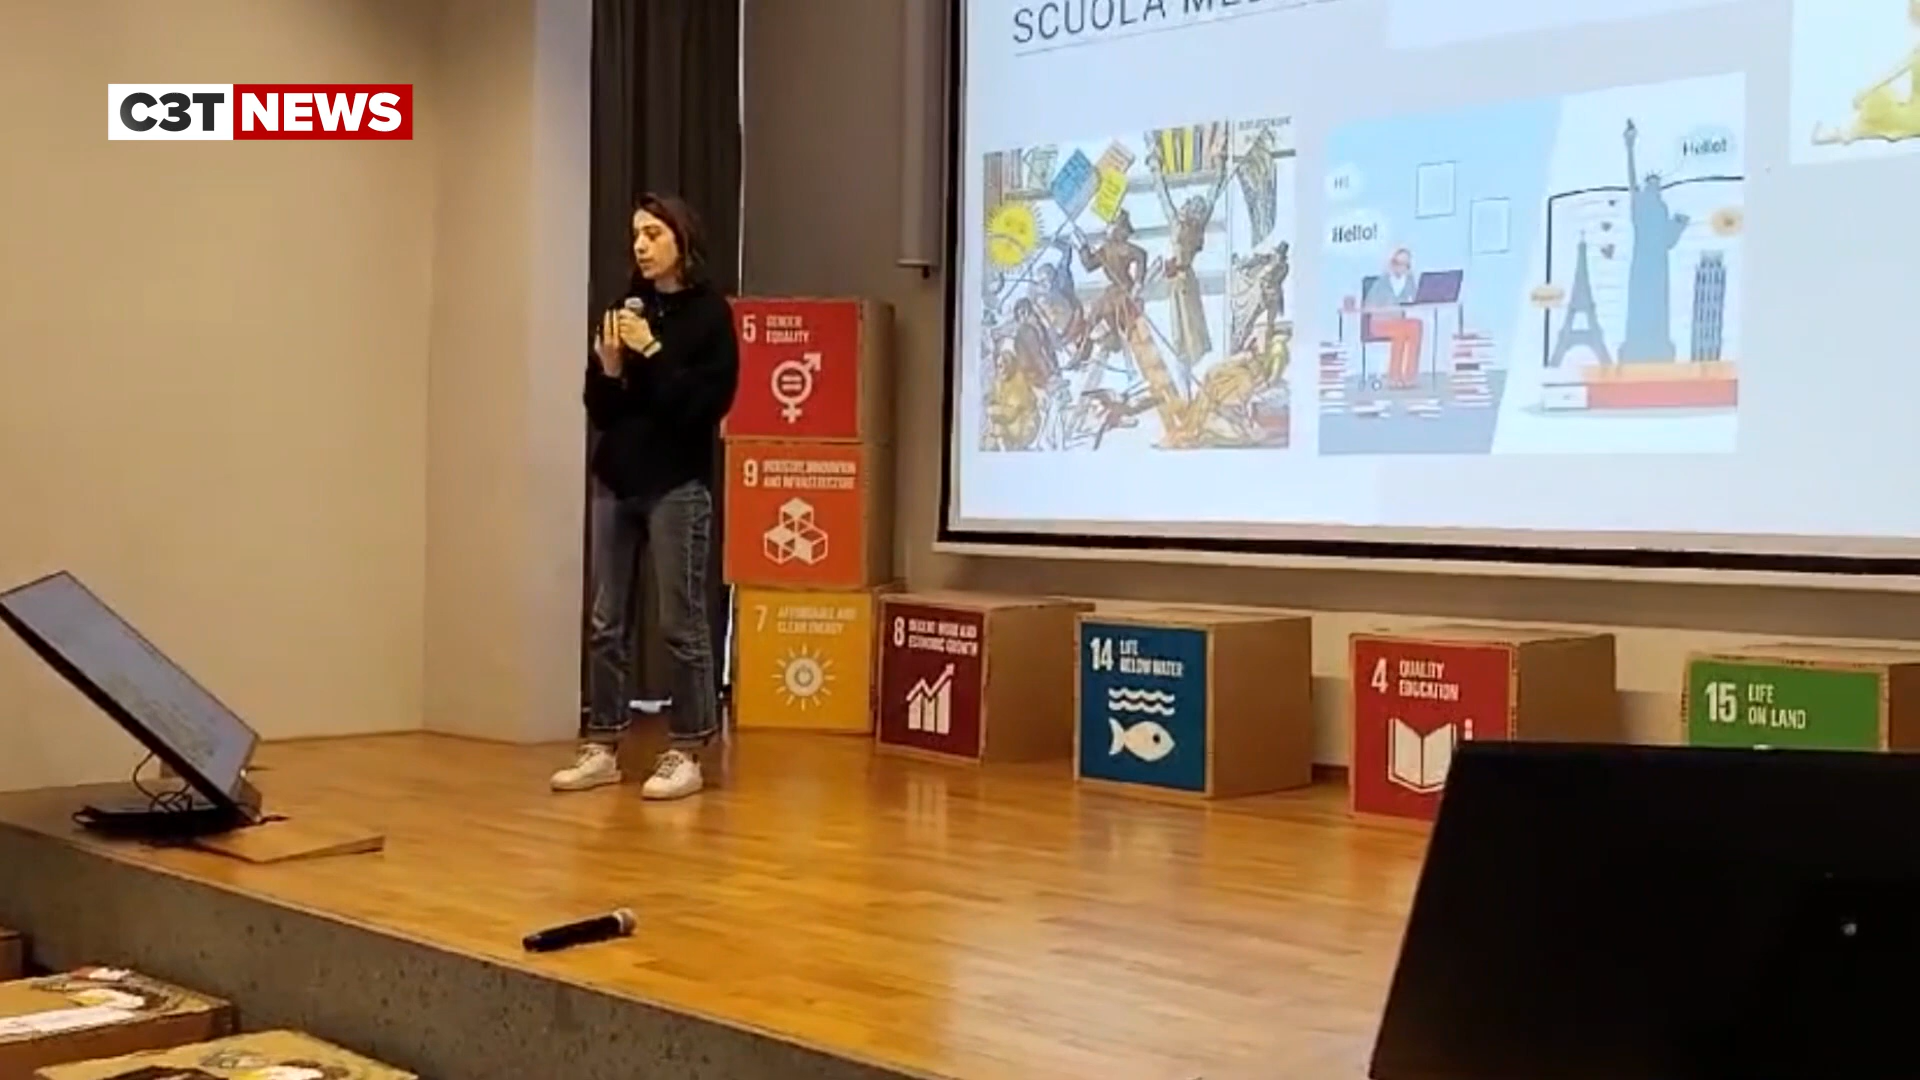 SCUOLA
C3T NEWS
Hello!
Hi
Hello!
5 GENDER
EQUALITY
9 INDUSTRY, INNOVATION
AND INFRASTRUCTURE
7 AFFORDABLE AND
CLEAN ENERGY
8 DECENT WORK AND
ECONOMIC GROWTH
14 LIFE
BELOW WATER
4 QUALITY
EDUCATION
15 LIFE
ON LAND